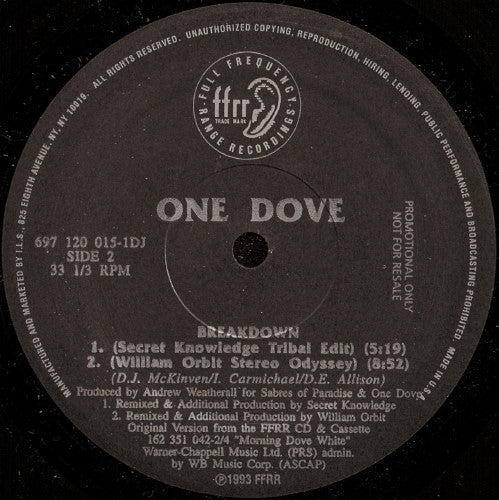 MANUFACTURED AND MARKETED BY I.L.S., 825 EIGHTH AVENUE, NY, NY 10019. ALL RIGHTS RESERVED. UNAUTHORIZED COPYING, REPRODUCTION, HIRING, LENDING PUBLIC PERFORMANCE AND BROADCASTING PROHIBITED. MADE IN U.S.A.
FULL FREQUENCY
ffrr
TRADE MARK
RANGE RECORDINGS
ONE DOVE
697 120 015-1DJ
SIDE 2
33 1/3 RPM
PROMOTIONAL ONLY
NOT FOR RESALE
BREAKDOWN
1. (Secret Knowledge Tribal Edit) (5:19)
2. (William Orbit Stereo Odyssey) (8:52)
(D.J. McKinven/I. Carmichael/D.E. Allison)
Produced by Andrew Weatherall for Sabres of Paradise & One Dove
1. Remixed & Additional Production by Secret Knowledge
2. Remixed & Additional Production by William Orbit
Original Version from the FFRR CD & Cassette
162 351 042-2/4 "Morning Dove White"
Warner-Chappell Music Ltd. (PRS) admin.
by WB Music Corp. (ASCAP)
℗1993 FFRR